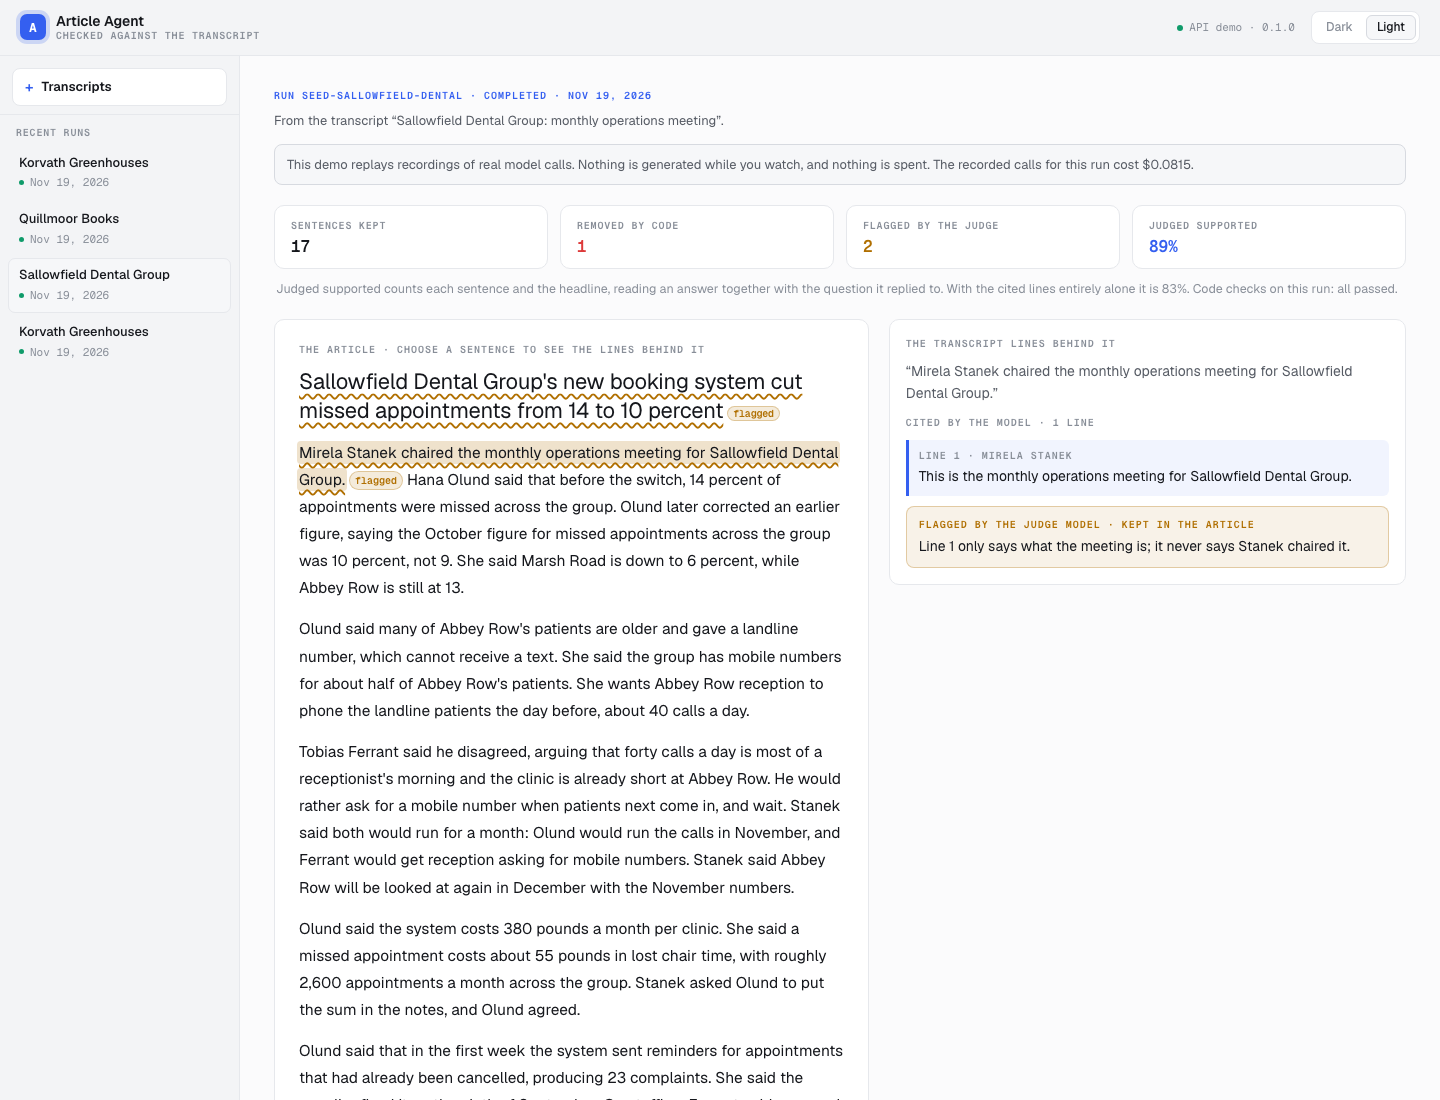 A
Article Agent
CHECKED AGAINST THE TRANSCRIPT
API demo · 0.1.0
Dark
Light
+ Transcripts
RECENT RUNS
Korvath Greenhouses
Nov 19, 2026
Quillmoor Books
Nov 19, 2026
Sallowfield Dental Group
Nov 19, 2026
Korvath Greenhouses
Nov 19, 2026
RUN SEED-SALLOWFIELD-DENTAL · COMPLETED · NOV 19, 2026
From the transcript “Sallowfield Dental Group: monthly operations meeting”.
This demo replays recordings of real model calls. Nothing is generated while you watch, and nothing is spent. The recorded calls for this run cost $0.0815.
SENTENCES KEPT
17
REMOVED BY CODE
1
FLAGGED BY THE JUDGE
2
JUDGED SUPPORTED
89%
Judged supported counts each sentence and the headline, reading an answer together with the question it replied to. With the cited lines entirely alone it is 83%. Code checks on this run: all passed.
THE ARTICLE · CHOOSE A SENTENCE TO SEE THE LINES BEHIND IT
Sallowfield Dental Group's new booking system cut
missed appointments from 14 to 10 percent flagged
Mirela Stanek chaired the monthly operations meeting for Sallowfield Dental
Group. flagged Hana Olund said that before the switch, 14 percent of
appointments were missed across the group. Olund later corrected an earlier
figure, saying the October figure for missed appointments across the group
was 10 percent, not 9. She said Marsh Road is down to 6 percent, while
Abbey Row is still at 13.
Olund said many of Abbey Row's patients are older and gave a landline
number, which cannot receive a text. She said the group has mobile numbers
for about half of Abbey Row's patients. She wants Abbey Row reception to
phone the landline patients the day before, about 40 calls a day.
Tobias Ferrant said he disagreed, arguing that forty calls a day is most of a
receptionist's morning and the clinic is already short at Abbey Row. He would
rather ask for a mobile number when patients next come in, and wait. Stanek
said both would run for a month: Olund would run the calls in November, and
Ferrant would get reception asking for mobile numbers. Stanek said Abbey
Row will be looked at again in December with the November numbers.
Olund said the system costs 380 pounds a month per clinic. She said a
missed appointment costs about 55 pounds in lost chair time, with roughly
2,600 appointments a month across the group. Stanek asked Olund to put
the sum in the notes, and Olund agreed.
Olund said that in the first week the system sent reminders for appointments
that had already been cancelled, producing 23 complaints. She said the
THE TRANSCRIPT LINES BEHIND IT
“Mirela Stanek chaired the monthly operations meeting for Sallowfield
Dental Group.”
CITED BY THE MODEL · 1 LINE
LINE 1 · MIRELA STANEK
This is the monthly operations meeting for Sallowfield Dental Group.
FLAGGED BY THE JUDGE MODEL · KEPT IN THE ARTICLE
Line 1 only says what the meeting is; it never says Stanek chaired it.